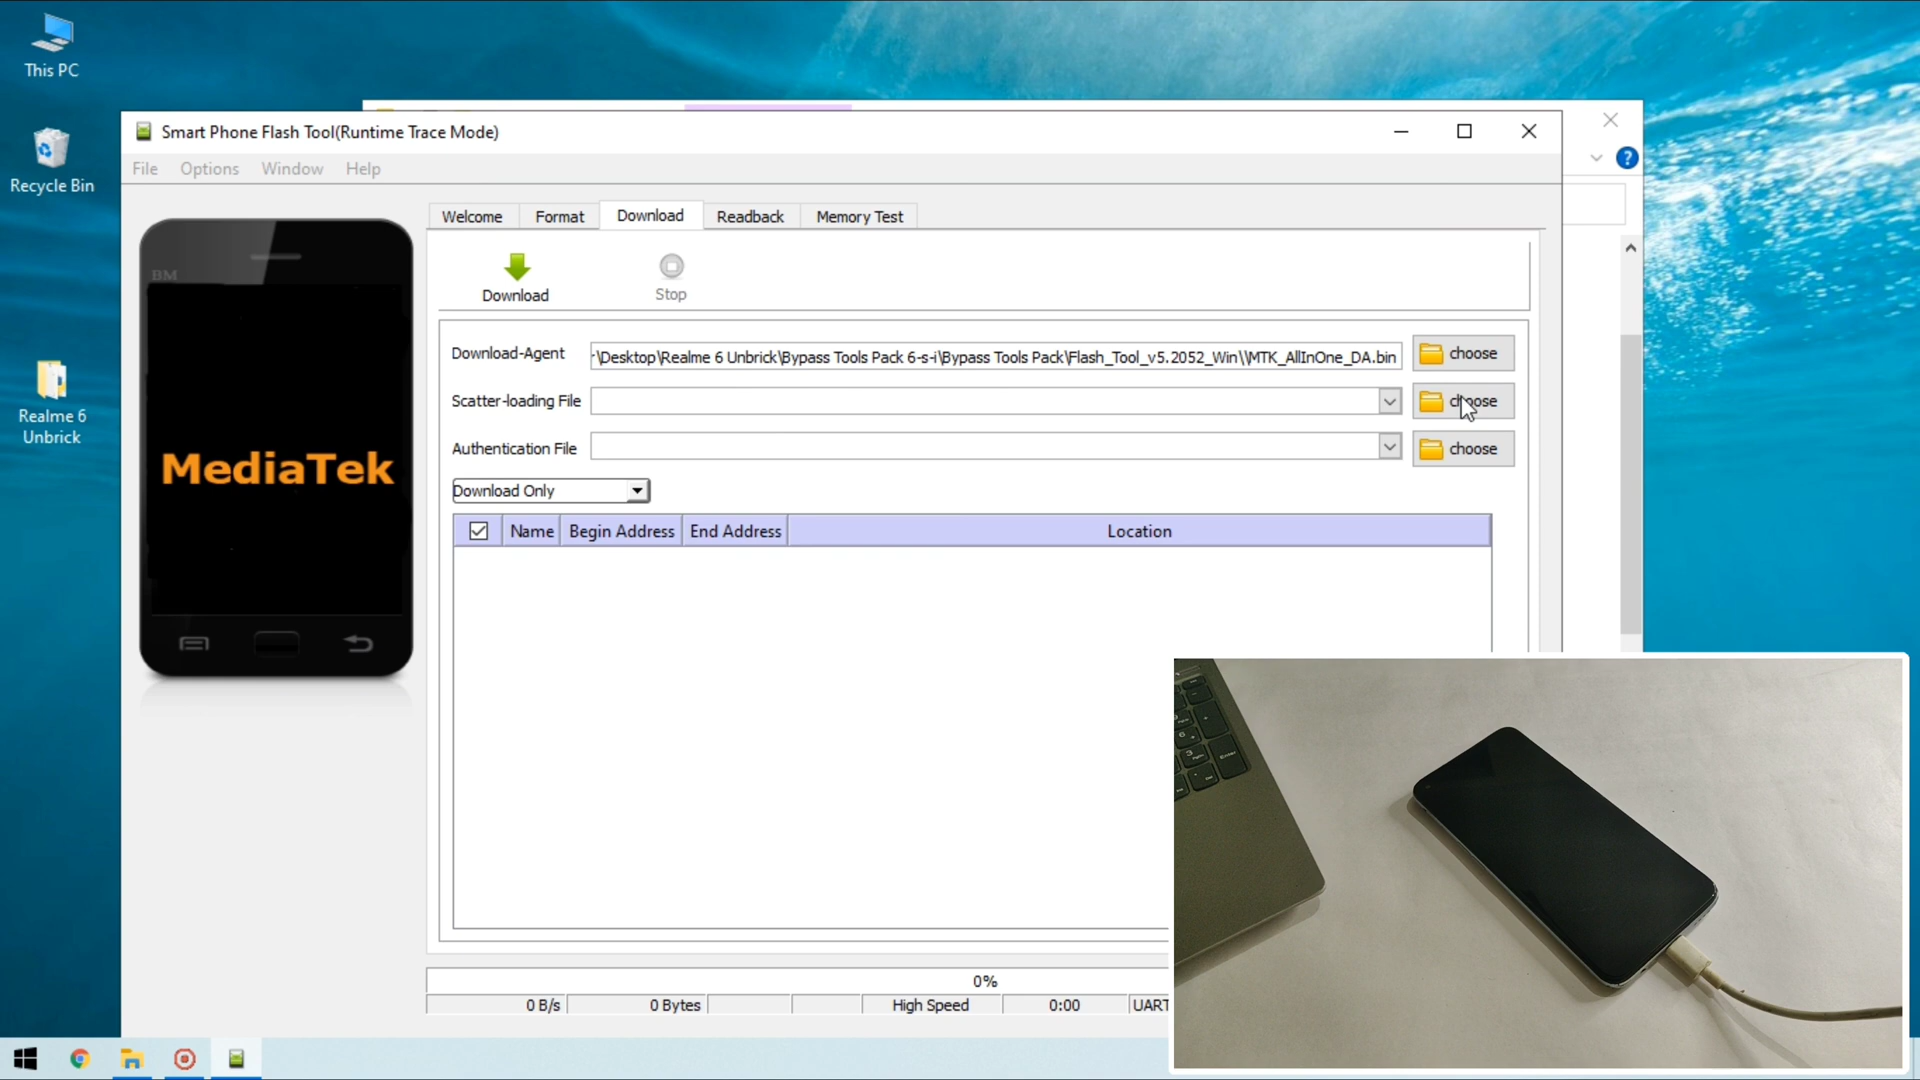 This PC
Recycle Bin
Realme 6
Unbrick
Smart Phone Flash Tool(Runtime Trace Mode)
File Options Window Help
BM
MediaTek
Welcome Format Download Readback Memory Test
Download Stop
Download-Agent r\Desktop\Realme 6 Unbrick\Bypass Tools Pack 6-s-i\Bypass Tools Pack\Flash_Tool_v5.2052_Win\\MTK_AllInOne_DA.bin choose
Scatter-loading File choose
Authentication File choose
Download Only
Name Begin Address End Address Location
0%
0 B/s 0 Bytes High Speed 0:00 UART
?